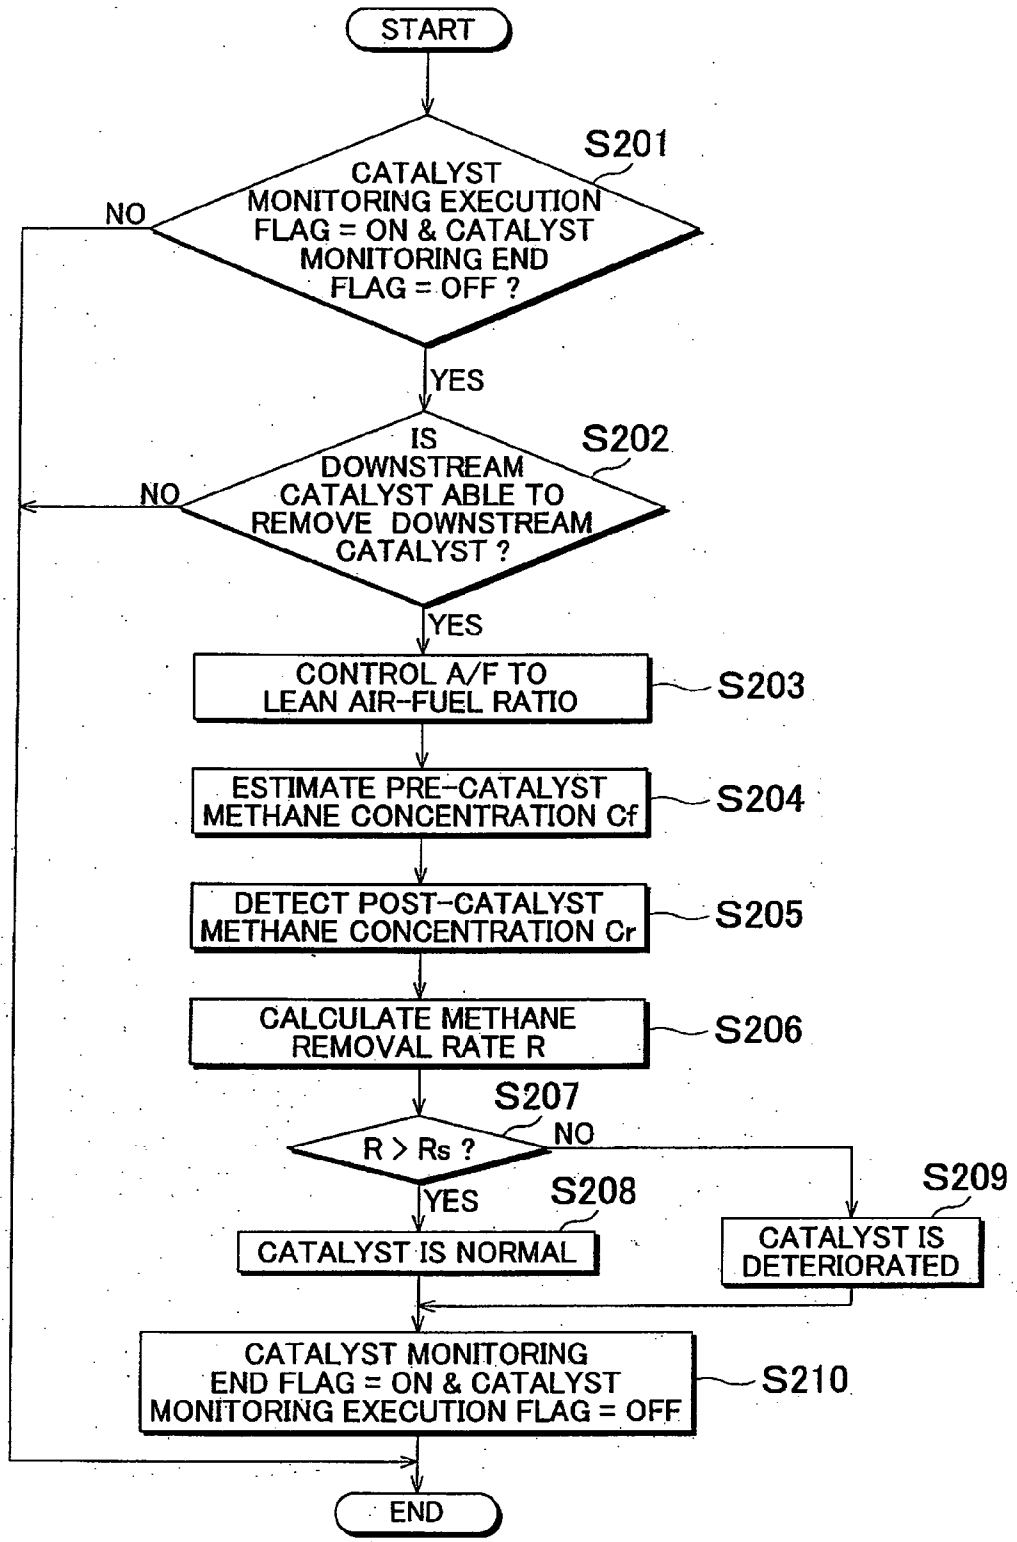 START
S201
CATALYST
MONITORING EXECUTION
FLAG = ON & CATALYST
MONITORING END
FLAG = OFF ?
NO
YES
S202
IS
DOWNSTREAM
CATALYST ABLE TO
REMOVE DOWNSTREAM
CATALYST ?
NO
YES
CONTROL A/F TO
LEAN AIR-FUEL RATIO
S203
ESTIMATE PRE-CATALYST
METHANE CONCENTRATION Cf
S204
DETECT POST-CATALYST
METHANE CONCENTRATION Cr
S205
CALCULATE METHANE
REMOVAL RATE R
S206
S207
R > Rs ?
NO
YES
S208
CATALYST IS NORMAL
S209
CATALYST IS
DETERIORATED
CATALYST MONITORING
END FLAG = ON & CATALYST
MONITORING EXECUTION FLAG = OFF
S210
END